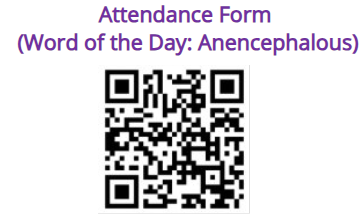 Attendance Form
(Word of the Day: Anencephalous)